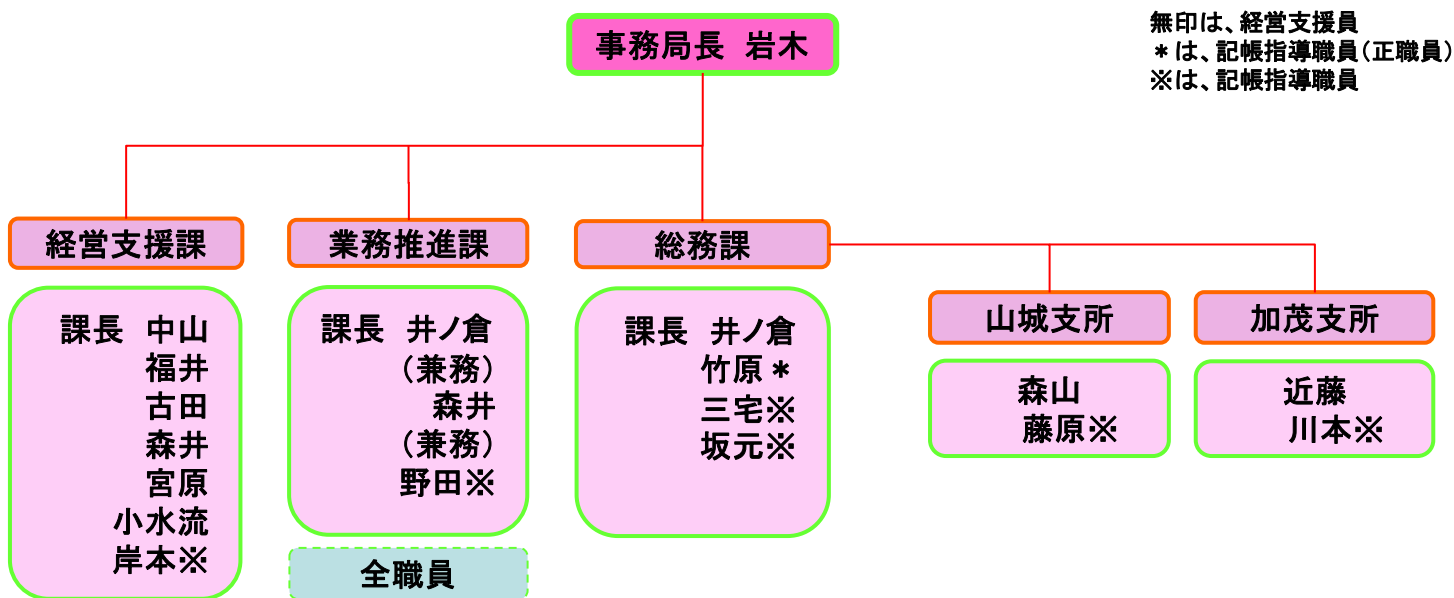 事務局長 岩木
無印は、経営支援員
＊は、記帳指導職員(正職員)
※は、記帳指導職員
経営支援課
課長 中山
福井
古田
森井
宮原
小水流
岸本※
業務推進課
課長 井ノ倉
(兼務)
森井
(兼務)
野田※
全職員
総務課
課長 井ノ倉
竹原＊
三宅※
坂元※
山城支所
森山
藤原※
加茂支所
近藤
川本※